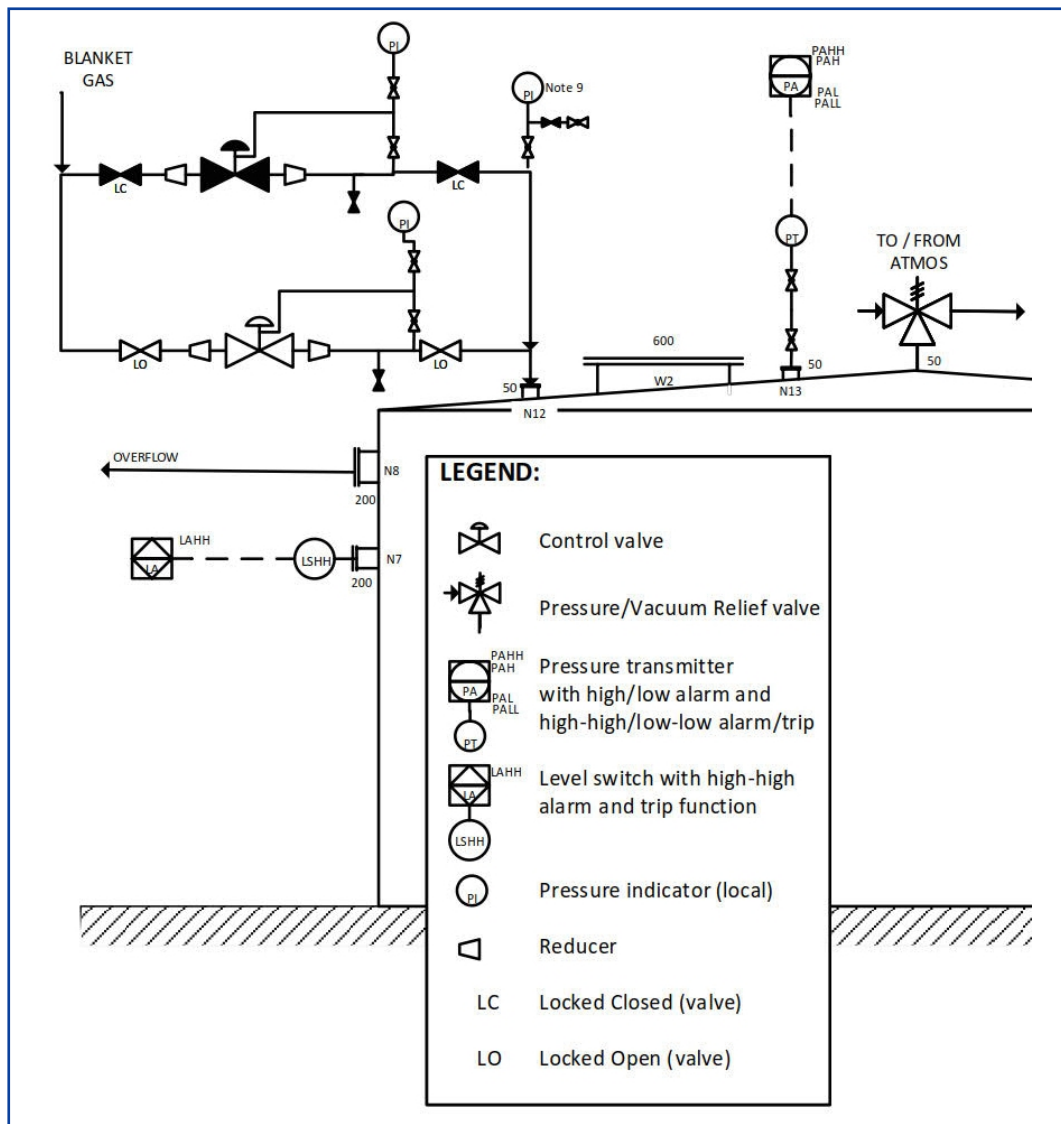 BLANKET
GAS
PI
PI
Note 9
PAHH
PAH
PA
PAL
PALL
LC
LC
PI
PT
TO / FROM
ATMOS
LO
LO
600
50
W2
50
50
N12
N13
OVERFLOW
N8
200
LAHH
LA
LSHH
N7
200
LEGEND:
Control valve
Pressure/Vacuum Relief valve
PAHH
PAH
PA
PAL
PALL
PT
Pressure transmitter
with high/low alarm and
high-high/low-low alarm/trip
LAHH
LA
LSHH
Level switch with high-high
alarm and trip function
PI
Pressure indicator (local)
Reducer
LC
Locked Closed (valve)
LO
Locked Open (valve)